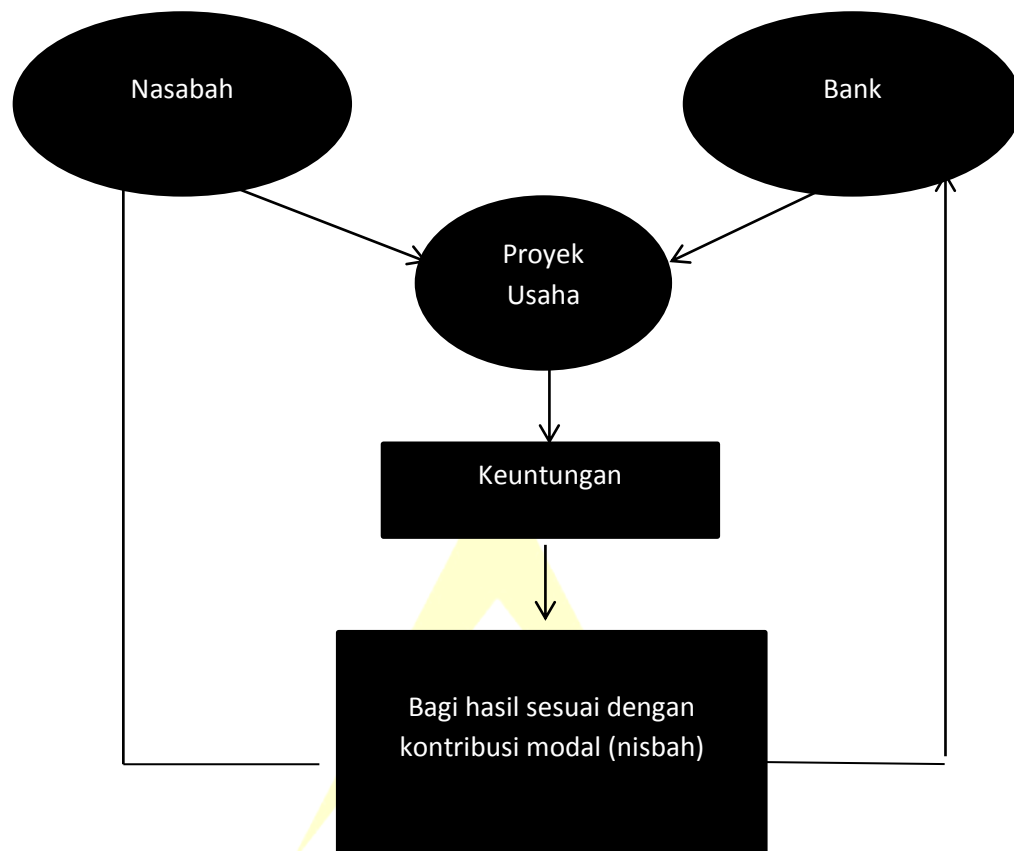 Nasabah
Bank
Proyek
Usaha
Keuntungan
Bagi hasil sesuai dengan
kontribusi modal (nisbah)